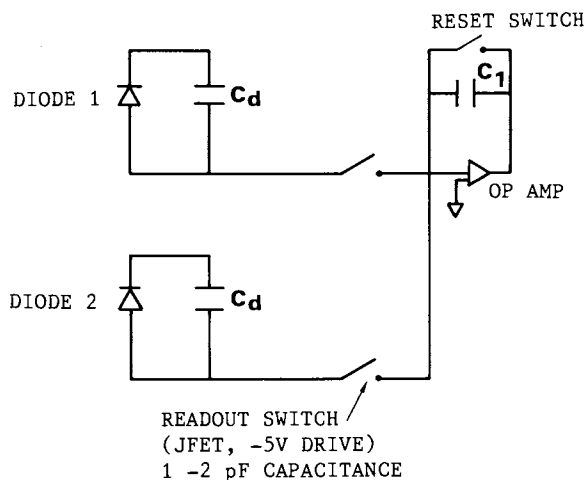 RESET SWITCH
C1
DIODE 1
Cd
OP AMP
DIODE 2
Cd
READOUT SWITCH
(JFET, -5V DRIVE)
1 -2 pF CAPACITANCE